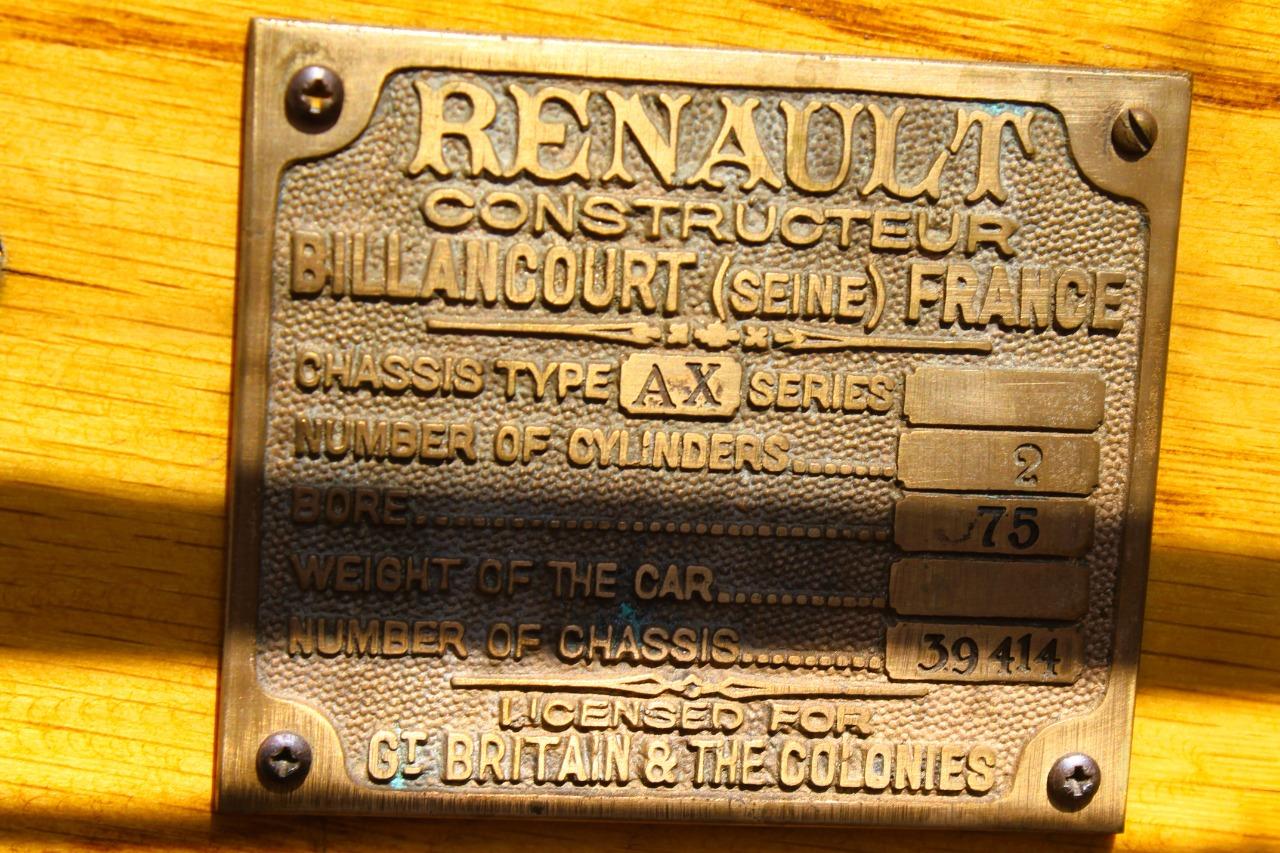 RENAULT
CONSTRUCTEUR
BILLANCOURT (SEINE) FRANCE
CHASSIS TYPE AX SERIES
NUMBER OF CYLINDERS........ 2
BORE........ 75
WEIGHT OF THE CAR........
NUMBER OF CHASSIS........ 39414
LICENSED FOR
GT BRITAIN & THE COLONIES